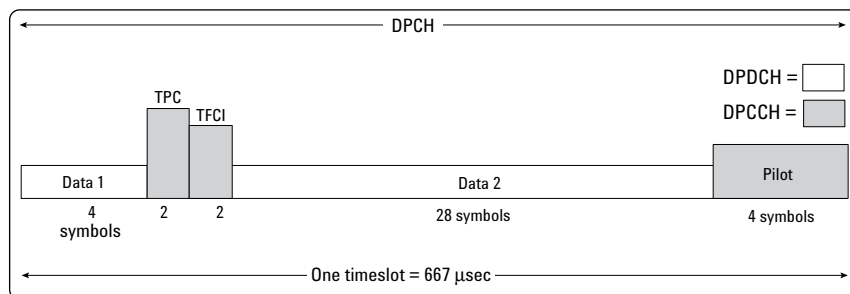 DPCH
DPDCH =
DPCCH =
TPC
TFCI
Data 1
Data 2
Pilot
4
symbols
2
2
28 symbols
4 symbols
One timeslot = 667 µsec